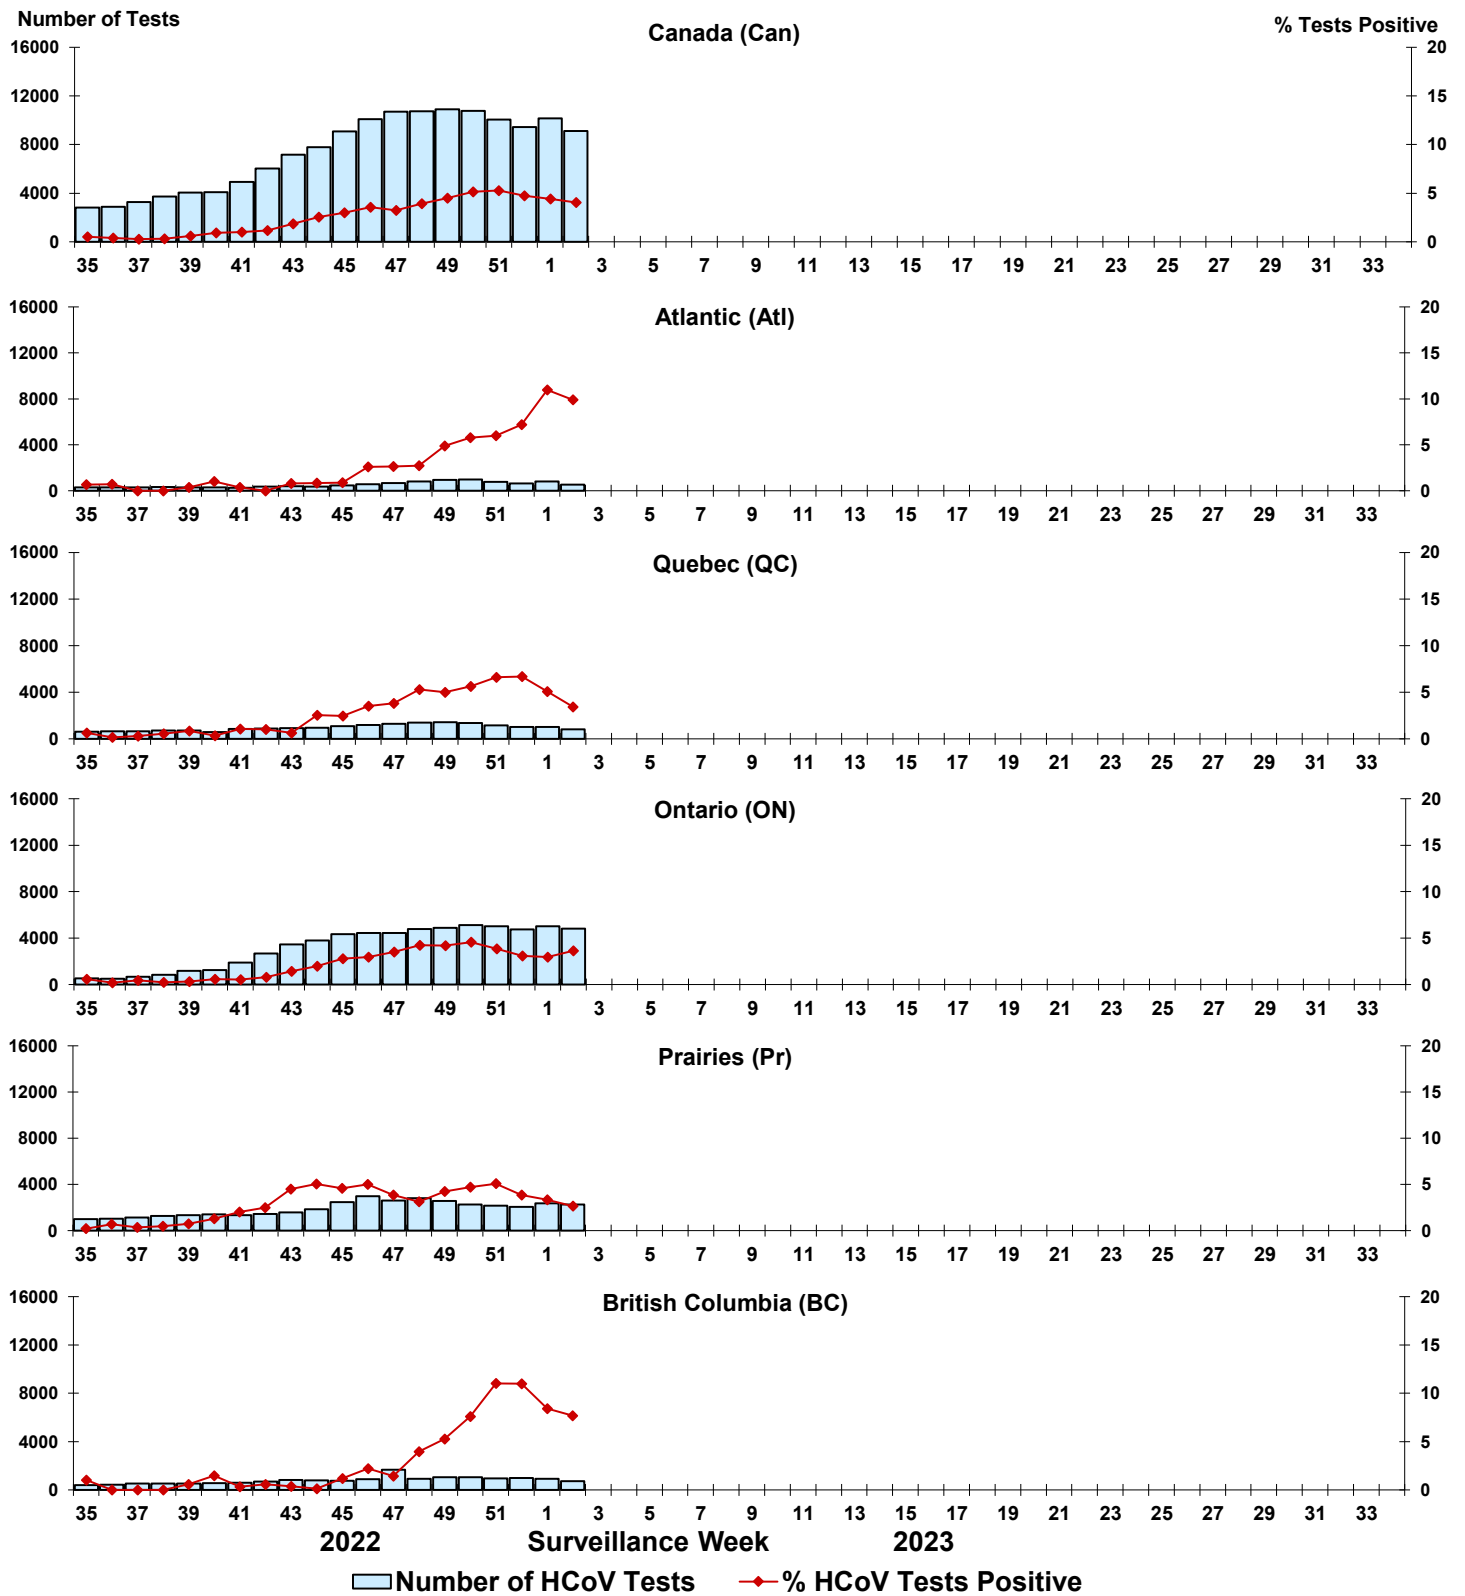 Number of Tests
Canada (Can)
% Tests Positive
16000 20
12000 15
8000 10
4000 5
0 0
35 37 39 41 43 45 47 49 51 1 3 5 7 9 11 13 15 17 19 21 23 25 27 29 31 33
Atlantic (Atl)
16000 20
12000 15
8000 10
4000 5
0 0
35 37 39 41 43 45 47 49 51 1 3 5 7 9 11 13 15 17 19 21 23 25 27 29 31 33
Quebec (QC)
16000 20
12000 15
8000 10
4000 5
0 0
35 37 39 41 43 45 47 49 51 1 3 5 7 9 11 13 15 17 19 21 23 25 27 29 31 33
Ontario (ON)
16000 20
12000 15
8000 10
4000 5
0 0
35 37 39 41 43 45 47 49 51 1 3 5 7 9 11 13 15 17 19 21 23 25 27 29 31 33
Prairies (Pr)
16000 20
12000 15
8000 10
4000 5
0 0
35 37 39 41 43 45 47 49 51 1 3 5 7 9 11 13 15 17 19 21 23 25 27 29 31 33
British Columbia (BC)
16000 20
12000 15
8000 10
4000 5
0 0
35 37 39 41 43 45 47 49 51 1 3 5 7 9 11 13 15 17 19 21 23 25 27 29 31 33
2022 Surveillance Week 2023
Number of HCoV Tests % HCoV Tests Positive